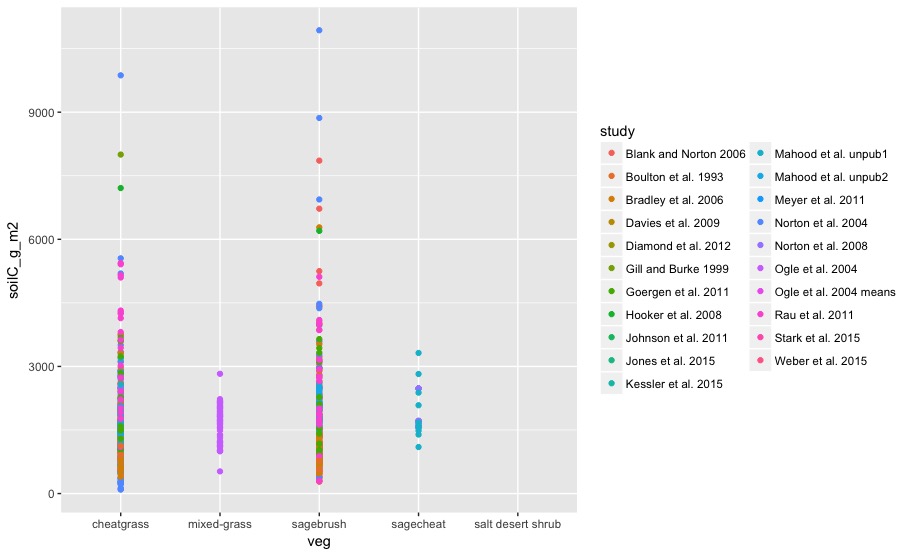 soilC_g_m2
9000
6000
3000
0
cheatgrass
mixed-grass
sagebrush
sagecheat
salt desert shrub
veg
study
Blank and Norton 2006
Boulton et al. 1993
Bradley et al. 2006
Davies et al. 2009
Diamond et al. 2012
Gill and Burke 1999
Goergen et al. 2011
Hooker et al. 2008
Johnson et al. 2011
Jones et al. 2015
Kessler et al. 2015
Mahood et al. unpub1
Mahood et al. unpub2
Meyer et al. 2011
Norton et al. 2004
Norton et al. 2008
Ogle et al. 2004
Ogle et al. 2004 means
Rau et al. 2011
Stark et al. 2015
Weber et al. 2015